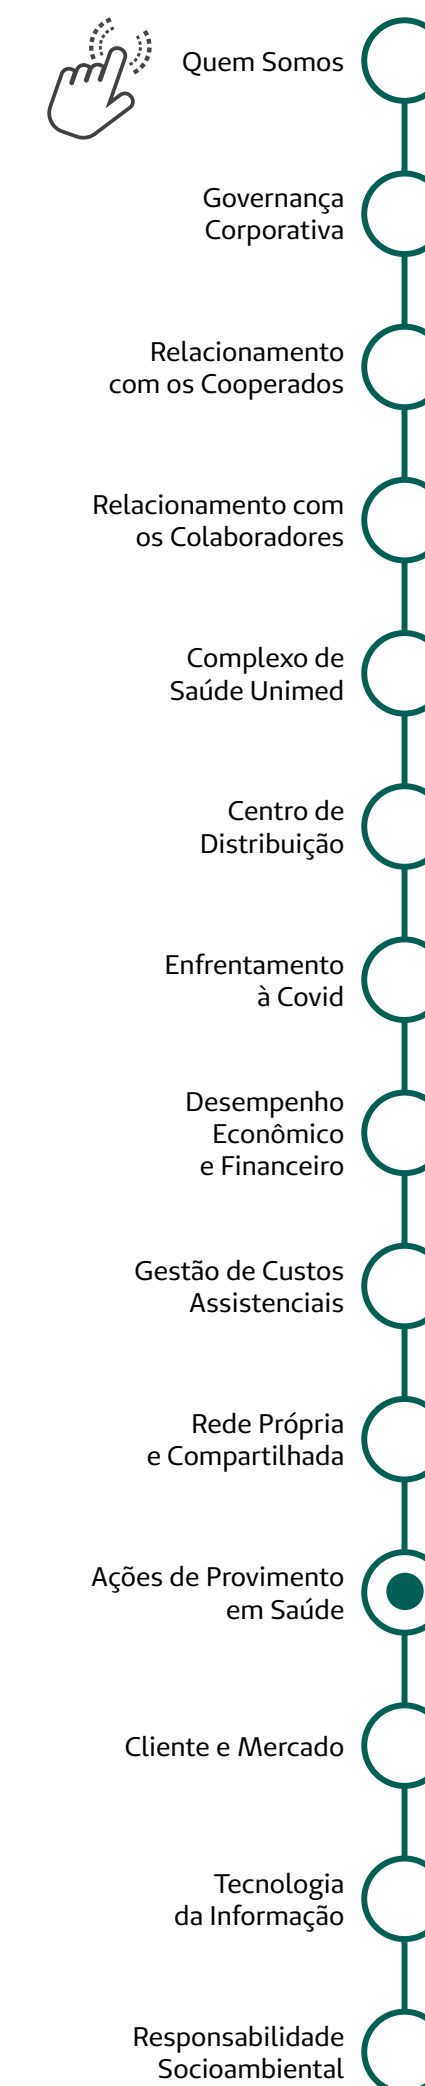 Quem Somos
Governança
Corporativa
Relacionamento
com os Cooperados
Relacionamento com
os Colaboradores
Complexo de
Saúde Unimed
Centro de
Distribuição
Enfrentamento
à Covid
Desempenho
Econômico
e Financeiro
Gestão de Custos
Assistenciais
Rede Própria
e Compartilhada
Ações de Provimento
em Saúde
Cliente e Mercado
Tecnologia
da Informação
Responsabilidade
Socioambiental